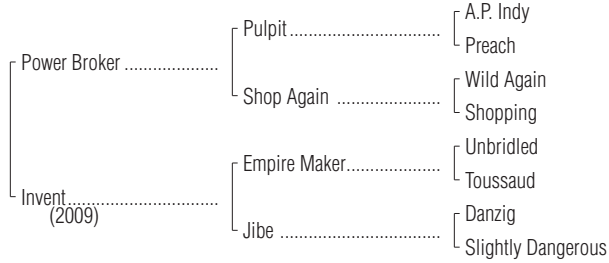 A.P. Indy
Pulpit..............................
Preach
Power Broker ...................
Wild Again
Shop Again .....................
Shopping
Unbridled
Empire Maker...................
Toussaud
Invent...............................
(2009)
Danzig
Jibe ................................
Slightly Dangerous